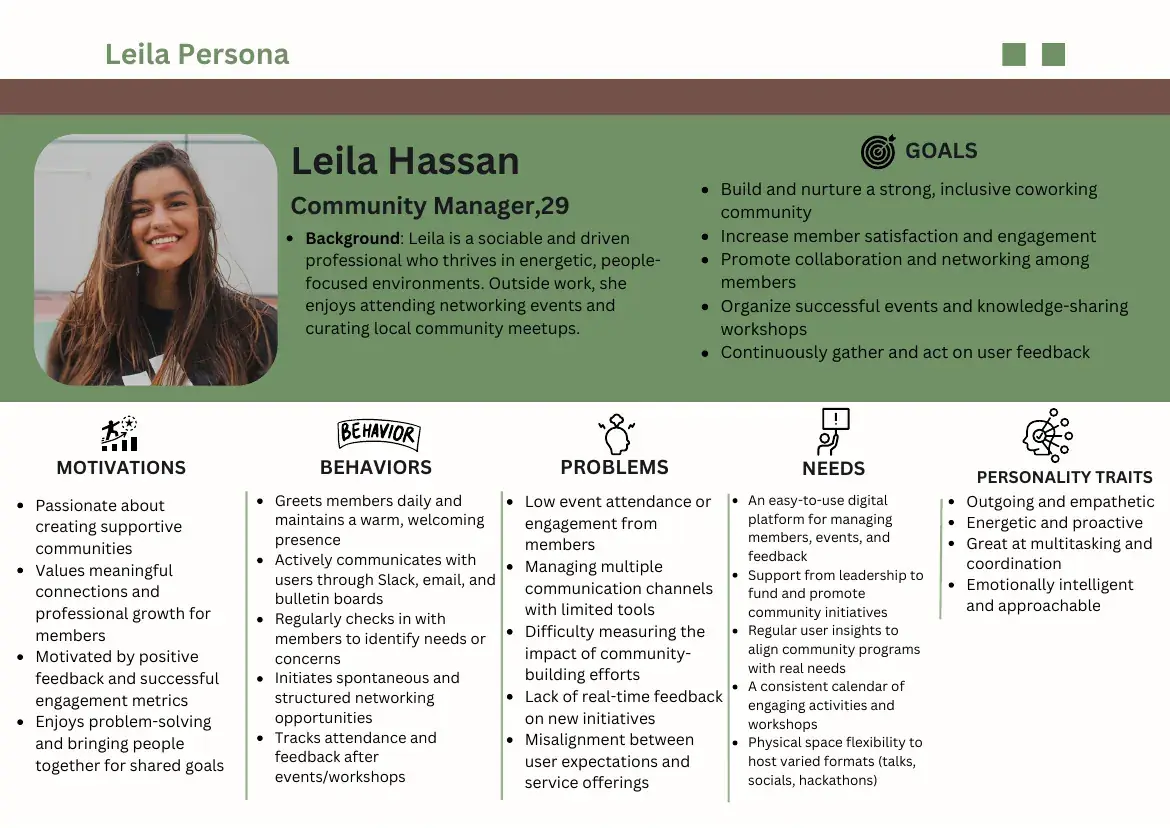 Leila Persona
Leila Hassan
Community Manager,29
• Background: Leila is a sociable and driven
professional who thrives in energetic, people-
focused environments. Outside work, she
enjoys attending networking events and
curating local community meetups.
GOALS
• Build and nurture a strong, inclusive coworking
community
• Increase member satisfaction and engagement
• Promote collaboration and networking among
members
• Organize successful events and knowledge-sharing
workshops
• Continuously gather and act on user feedback
MOTIVATIONS
• Passionate about
creating supportive
communities
• Values meaningful
connections and
professional growth for
members
• Motivated by positive
feedback and successful
engagement metrics
• Enjoys problem-solving
and bringing people
together for shared goals
BEHAVIOR
BEHAVIORS
• Greets members daily and
maintains a warm, welcoming
presence
• Actively communicates with
users through Slack, email, and
bulletin boards
• Regularly checks in with
members to identify needs or
concerns
• Initiates spontaneous and
structured networking
opportunities
• Tracks attendance and
feedback after
events/workshops
PROBLEMS
• Low event attendance or
engagement from
members
• Managing multiple
communication channels
with limited tools
• Difficulty measuring the
impact of community-
building efforts
• Lack of real-time feedback
on new initiatives
• Misalignment between
user expectations and
service offerings
!
NEEDS
• An easy-to-use digital
platform for managing
members, events, and
feedback
• Support from leadership to
fund and promote
community initiatives
• Regular user insights to
align community programs
with real needs
• A consistent calendar of
engaging activities and
workshops
• Physical space flexibility to
host varied formats (talks,
socials, hackathons)
PERSONALITY TRAITS
• Outgoing and empathetic
• Energetic and proactive
• Great at multitasking and
coordination
• Emotionally intelligent
and approachable